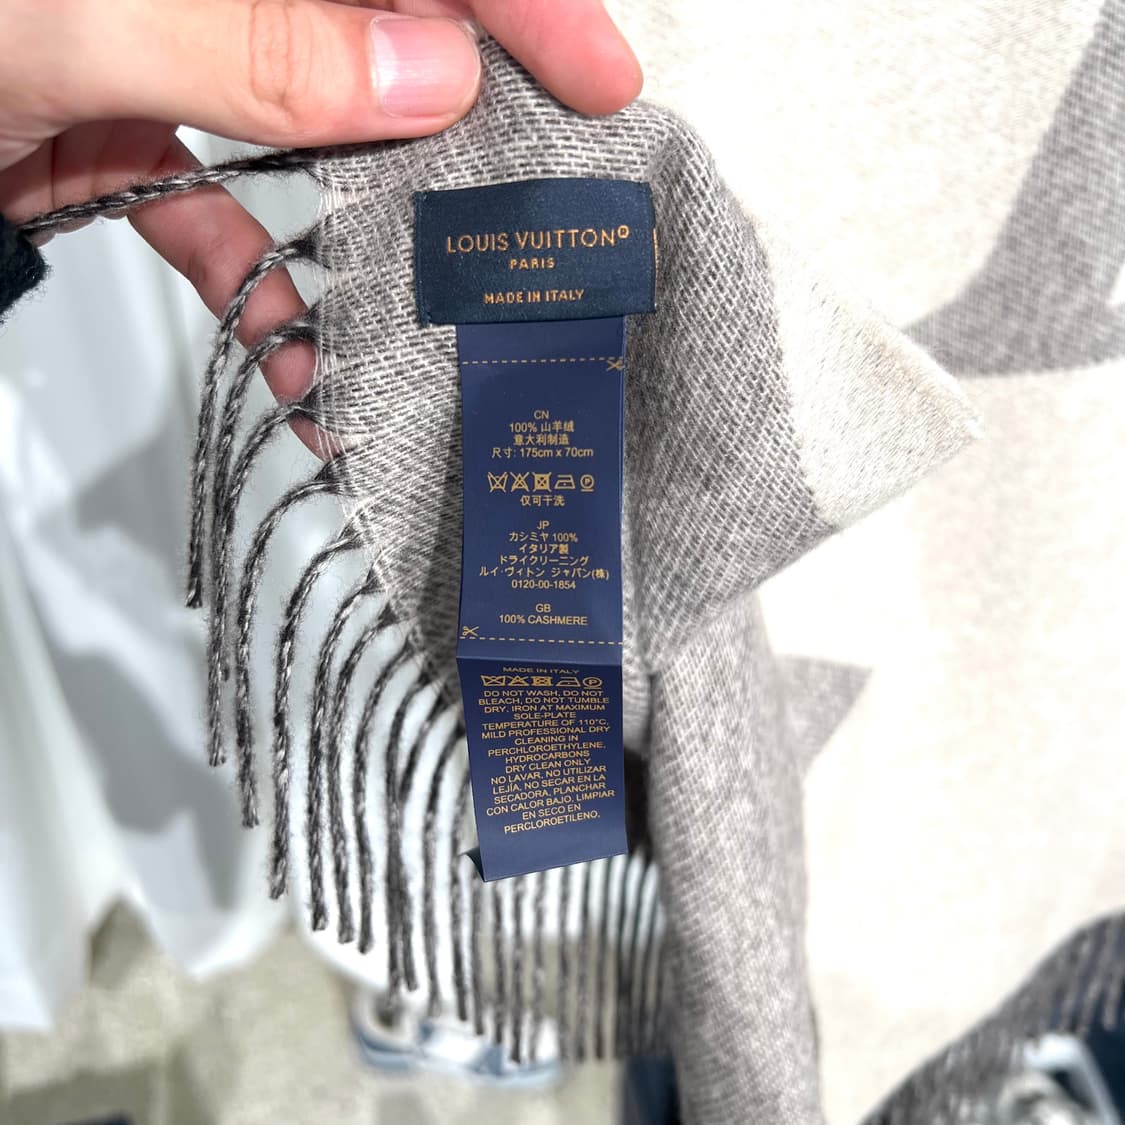 LOUIS VUITTON®
PARIS
MADE IN ITALY
CN
100% 山羊绒
意大利制造
尺寸: 175cm x 70cm
仅可干洗
JP
カシミヤ 100%
イタリア製
ドライクリーニング
ルイ・ヴィトン ジャパン(株)
0120-00-1854
GB
100% CASHMERE
MADE IN ITALY
DO NOT WASH, DO NOT
BLEACH, DO NOT TUMBLE
DRY, IRON AT MAXIMUM
SOLE-PLATE
TEMPERATURE OF 110°C,
MILD PROFESSIONAL DRY
CLEANING IN
PERCHLOROETHYLENE,
HYDROCARBONS
DRY CLEAN ONLY
NO LAVAR, NO UTILIZAR
LEJÍA, NO SECAR EN LA
SECADORA, PLANCHAR
CON CALOR BAJO, LIMPIAR
EN SECO EN
PERCLOROETILENO,